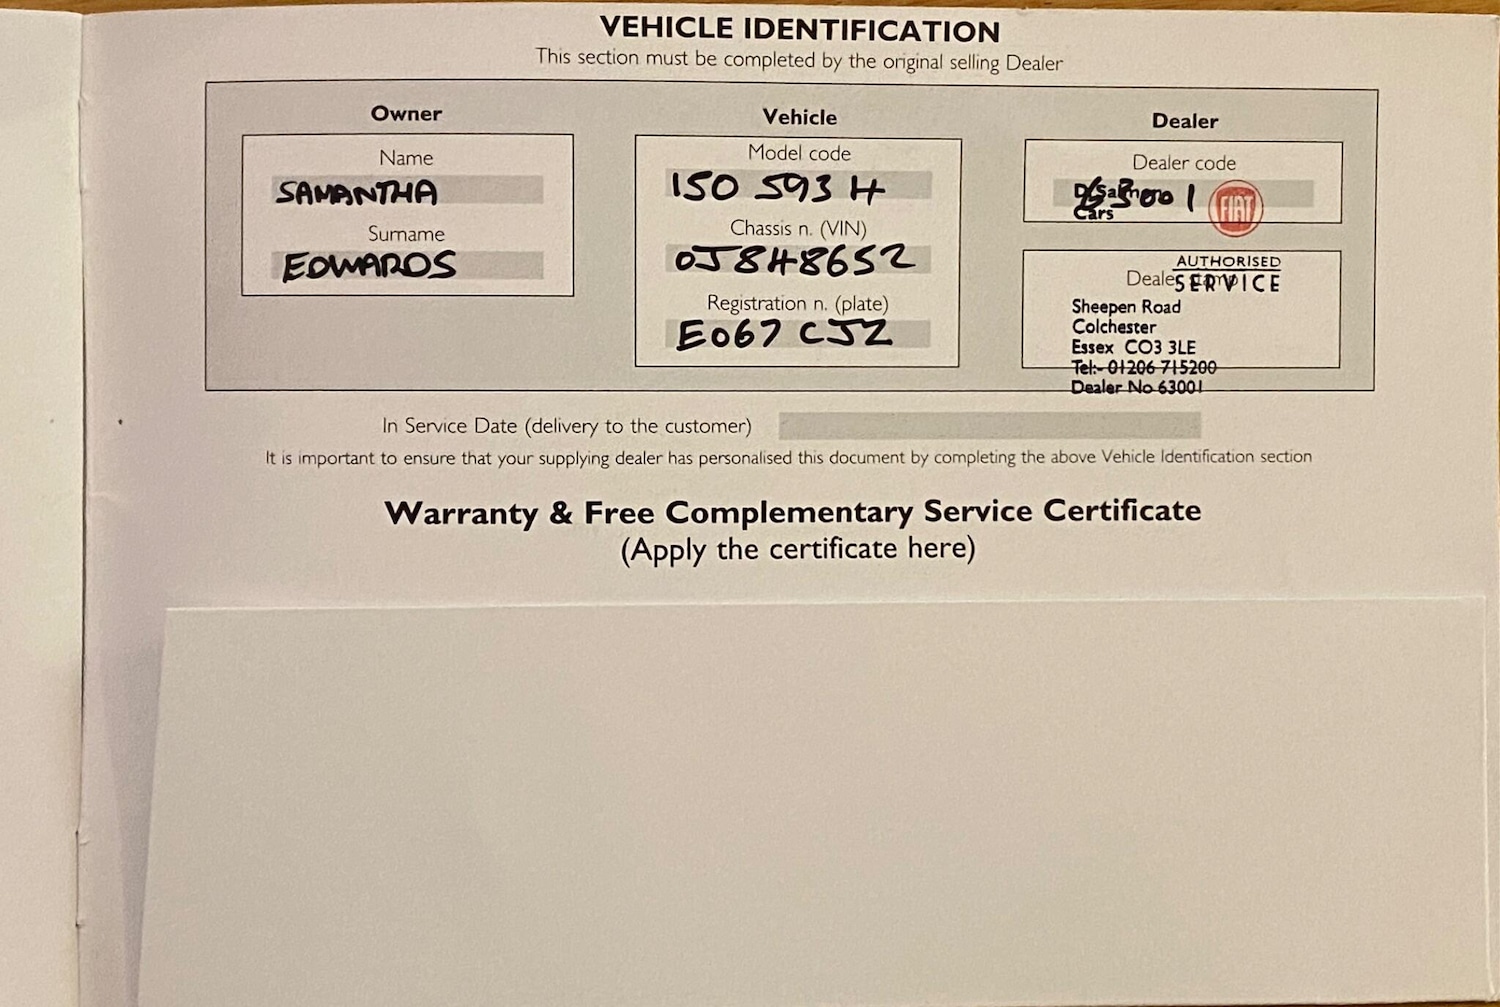 VEHICLE IDENTIFICATION
This section must be completed by the original selling Dealer
Owner
Name
SAMANTHA
Surname
EDWARDS
Vehicle
Model code
150 593 H
Chassis n. (VIN)
0J848652
Registration n. (plate)
EO67 CJZ
Dealer
Dealer code
63001
Cars
FIAT
AUTHORISED
SERVICE
Sheepen Road
Colchester
Essex CO3 3LE
Tel:- 01206 715200
Dealer No 63001
In Service Date (delivery to the customer)
It is important to ensure that your supplying dealer has personalised this document by completing the above Vehicle Identification section
Warranty & Free Complementary Service Certificate
(Apply the certificate here)